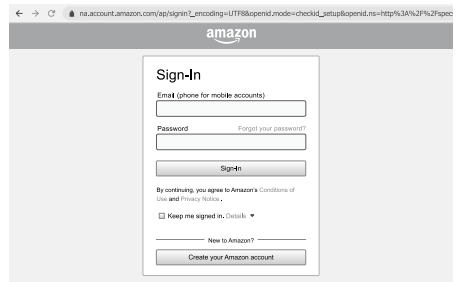 na.account.amazon.com/ap/signin?_encoding=UTF8&openid.mode=checkid_setup&openid.ns=http%3A%2F%2Fspec
amazon
Sign-In
Email (phone for mobile accounts)
Password Forgot your password?
Sign-In
By continuing, you agree to Amazon's Conditions of
Use and Privacy Notice .
Keep me signed in. Details
New to Amazon?
Create your Amazon account